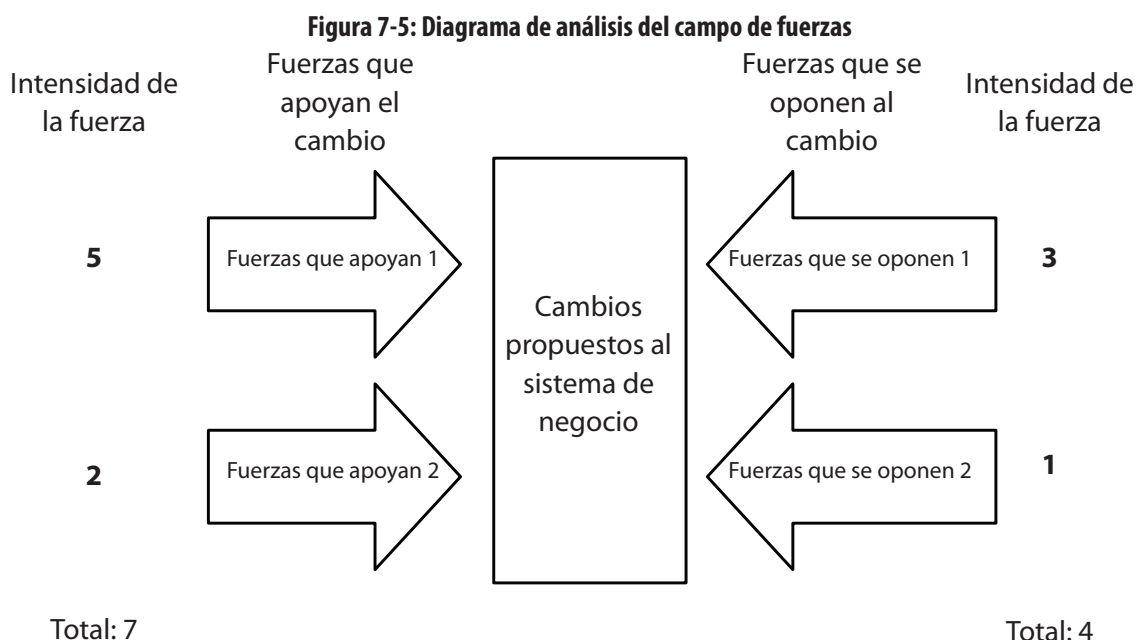 Figura 7-5: Diagrama de análisis del campo de fuerzas
Intensidad de
la fuerza
Fuerzas que
apoyan el
cambio
Fuerzas que se
oponen al
cambio
Intensidad de
la fuerza
5
Fuerzas que apoyan 1
Fuerzas que se oponen 1
3
Cambios
propuestos al
sistema de
negocio
2
Fuerzas que apoyan 2
Fuerzas que se oponen 2
1
Total: 7
Total: 4